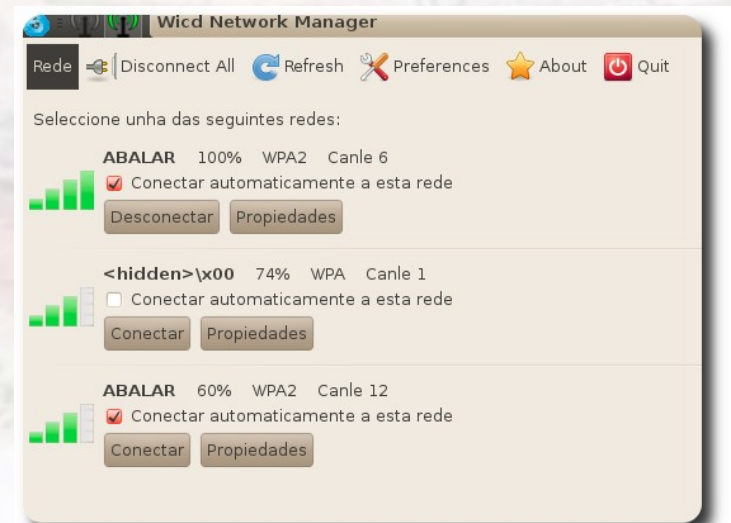 Wicd Network Manager
Rede Disconnect All Refresh Preferences About Quit
Seleccione unha das seguintes redes:
ABALAR 100% WPA2 Canle 6
Conectar automaticamente a esta rede
Desconectar Propiedades
<hidden>\x00 74% WPA Canle 1
Conectar automaticamente a esta rede
Conectar Propiedades
ABALAR 60% WPA2 Canle 12
Conectar automaticamente a esta rede
Conectar Propiedades